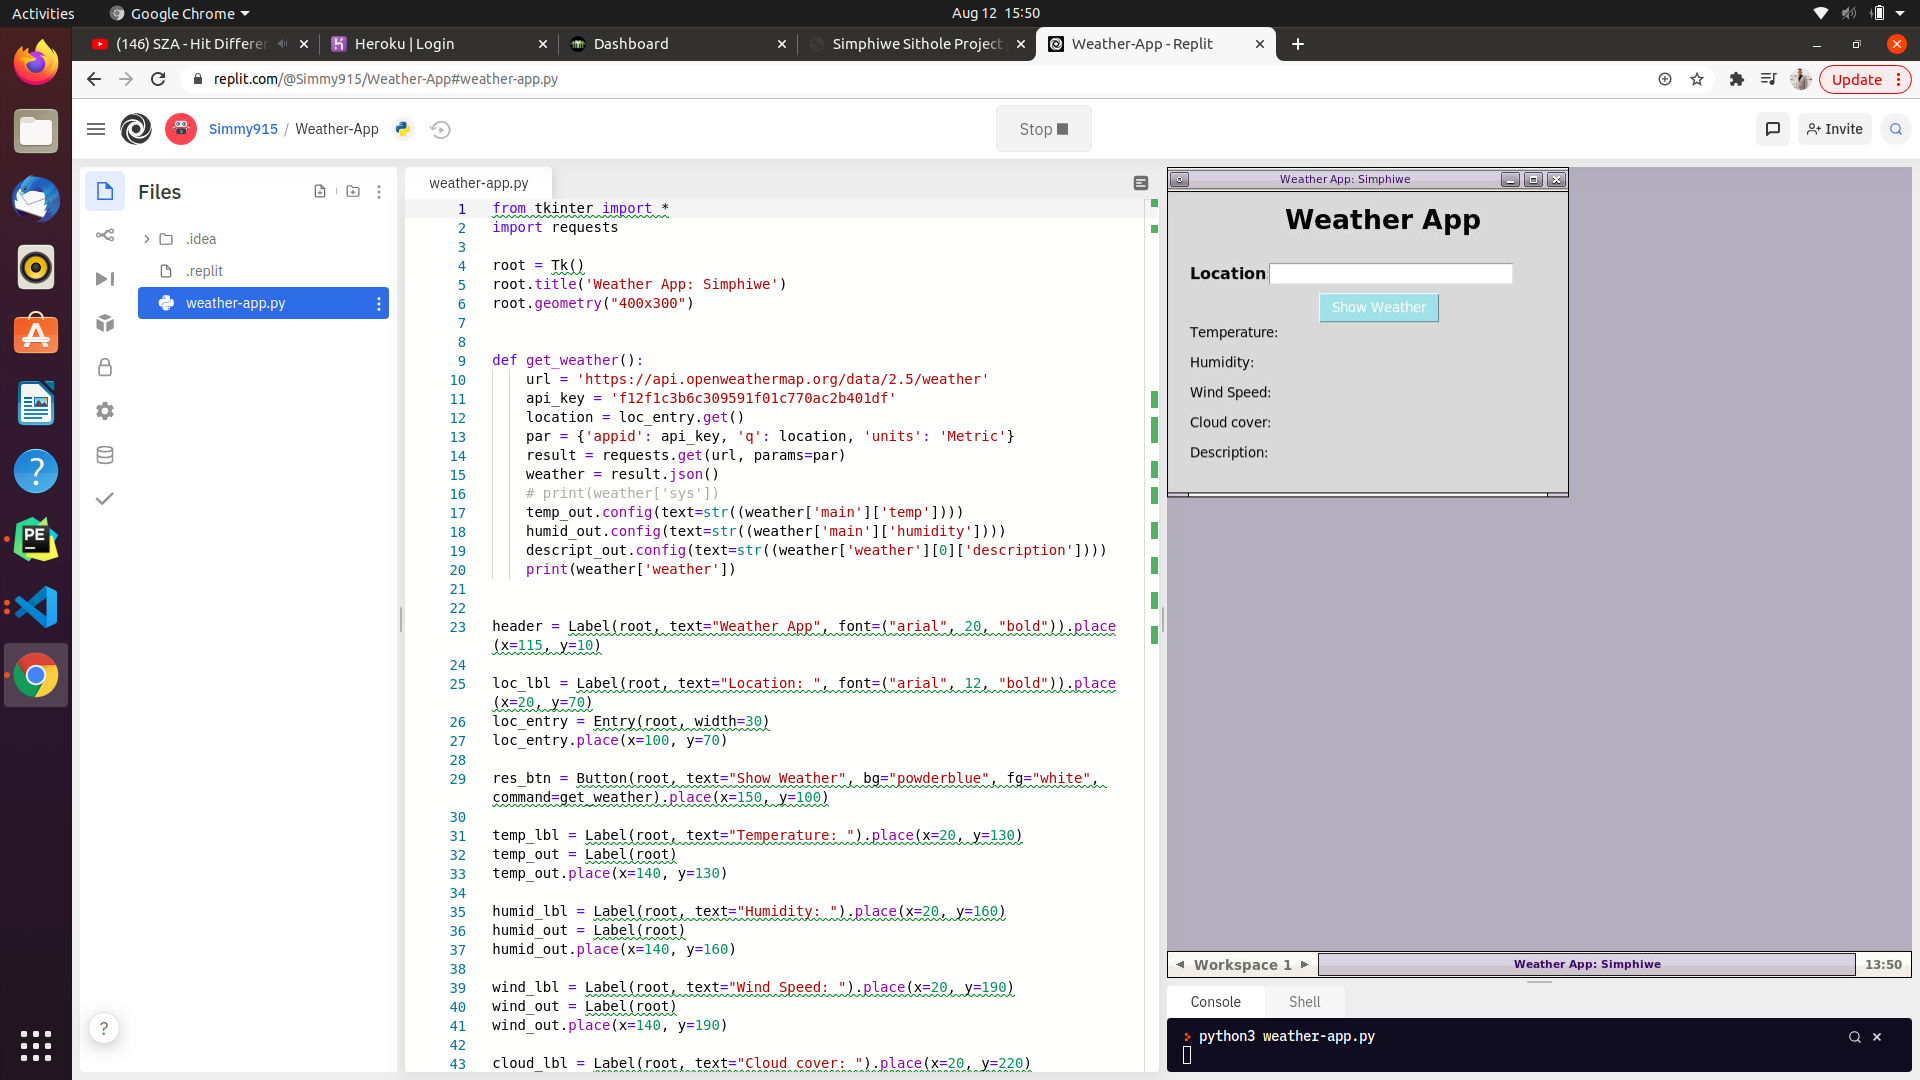 Activities
Google Chrome
Aug 12 15:50
(146) SZA - Hit Differer
Heroku | Login
Dashboard
Simphiwe Sithole Project
Weather-App - Replit
replit.com/@Simmy915/Weather-App#weather-app.py
Update
Simmy915 / Weather-App
Stop
Invite
Files
.idea
.replit
weather-app.py
weather-app.py
1 from tkinter import *
2 import requests
3
4 root = Tk()
5 root.title('Weather App: Simphiwe')
6 root.geometry("400x300")
7
8
9 def get_weather():
10 url = 'https://api.openweathermap.org/data/2.5/weather'
11 api_key = 'f12f1c3b6c309591f01c770ac2b401df'
12 location = loc_entry.get()
13 par = {'appid': api_key, 'q': location, 'units': 'Metric'}
14 result = requests.get(url, params=par)
15 weather = result.json()
16 # print(weather['sys'])
17 temp_out.config(text=str((weather['main']['temp'])))
18 humid_out.config(text=str((weather['main']['humidity'])))
19 descript_out.config(text=str((weather['weather'][0]['description'])))
20 print(weather['weather'])
21
22
23 header = Label(root, text="Weather App", font=("arial", 20, "bold")).place
(x=115, y=10)
24
25 loc_lbl = Label(root, text="Location: ", font=("arial", 12, "bold")).place
(x=20, y=70)
26 loc_entry = Entry(root, width=30)
27 loc_entry.place(x=100, y=70)
28
29 res_btn = Button(root, text="Show Weather", bg="powderblue", fg="white",
command=get_weather).place(x=150, y=100)
30
31 temp_lbl = Label(root, text="Temperature: ").place(x=20, y=130)
32 temp_out = Label(root)
33 temp_out.place(x=140, y=130)
34
35 humid_lbl = Label(root, text="Humidity: ").place(x=20, y=160)
36 humid_out = Label(root)
37 humid_out.place(x=140, y=160)
38
39 wind_lbl = Label(root, text="Wind Speed: ").place(x=20, y=190)
40 wind_out = Label(root)
41 wind_out.place(x=140, y=190)
42
43 cloud_lbl = Label(root, text="Cloud cover: ").place(x=20, y=220)
Weather App: Simphiwe
Weather App
Location
Show Weather
Temperature:
Humidity:
Wind Speed:
Cloud cover:
Description:
Workspace 1
Weather App: Simphiwe
13:50
Console
Shell
python3 weather-app.py
PE
?
?